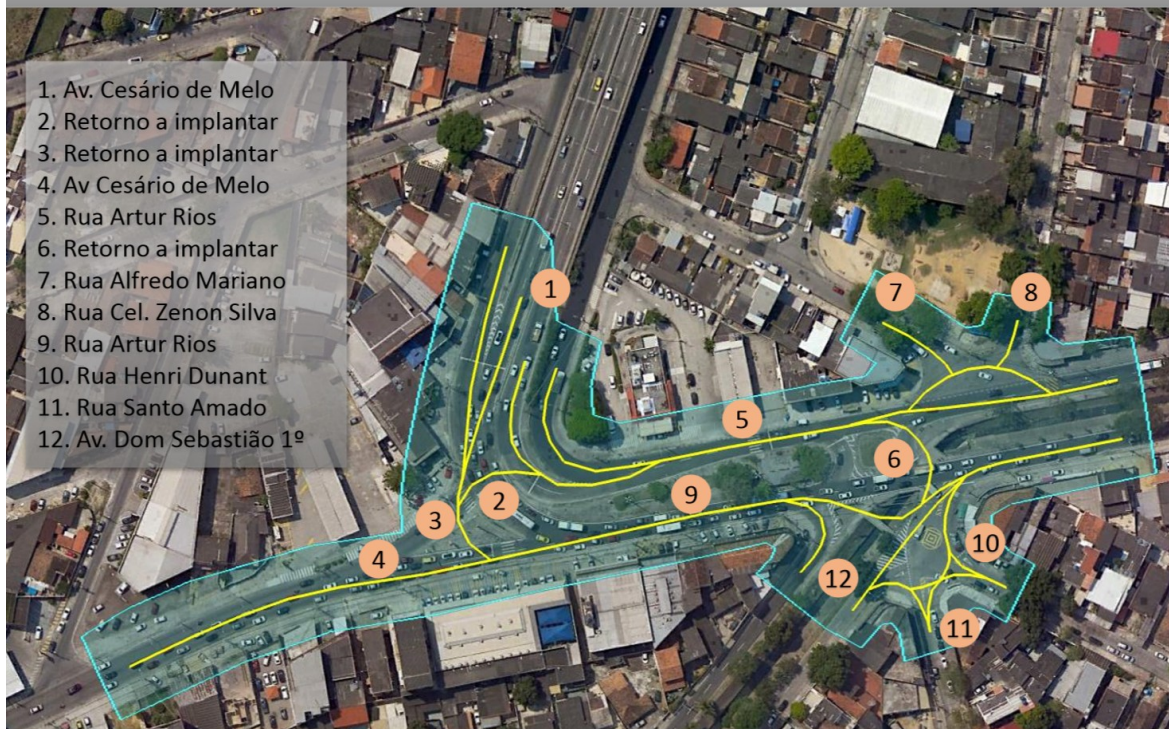 1. Av. Cesário de Melo
2. Retorno a implantar
3. Retorno a implantar
4. Av Cesário de Melo
5. Rua Artur Rios
6. Retorno a implantar
7. Rua Alfredo Mariano
8. Rua Cel. Zenon Silva
9. Rua Artur Rios
10. Rua Henri Dunant
11. Rua Santo Amado
12. Av. Dom Sebastião 1º
1
7
8
5
6
2
9
3
4
10
12
11